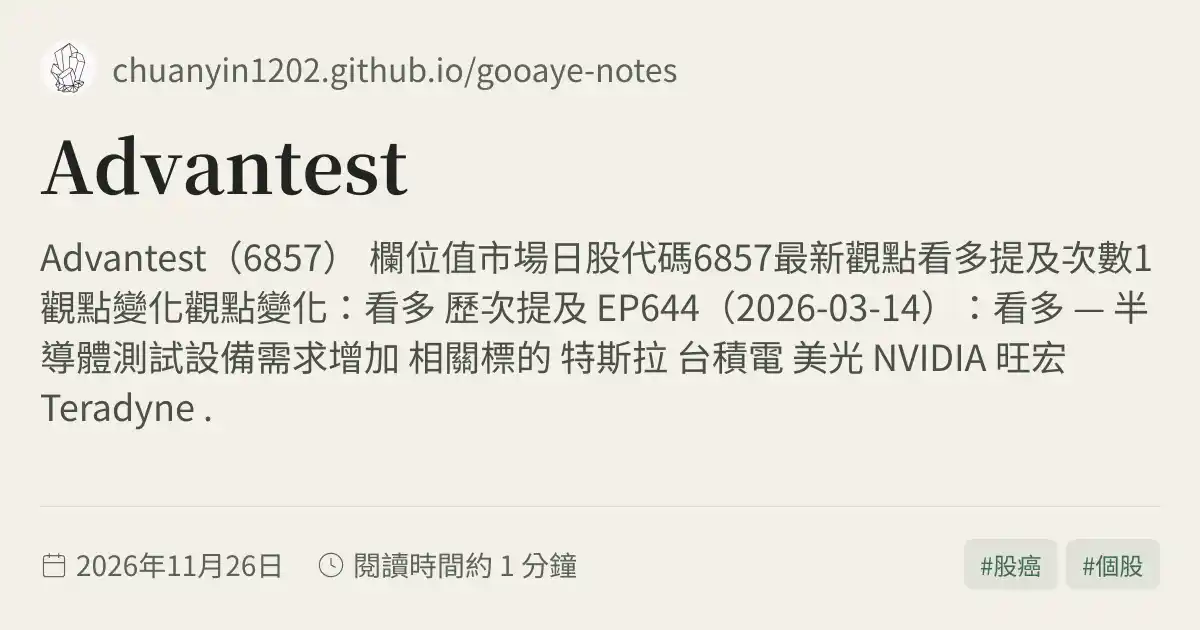 chuanyin1202.github.io/gooaye-notes
Advantest
Advantest（6857） 欄位值市場日股代碼6857最新觀點看多提及次數1
觀點變化觀點變化：看多 歷次提及 EP644（2026-03-14）：看多 — 半
導體測試設備需求增加 相關標的 特斯拉 台積電 美光 NVIDIA 旺宏
Teradyne .
2026年11月26日 閱讀時間約 1 分鐘 #股癌 #個股